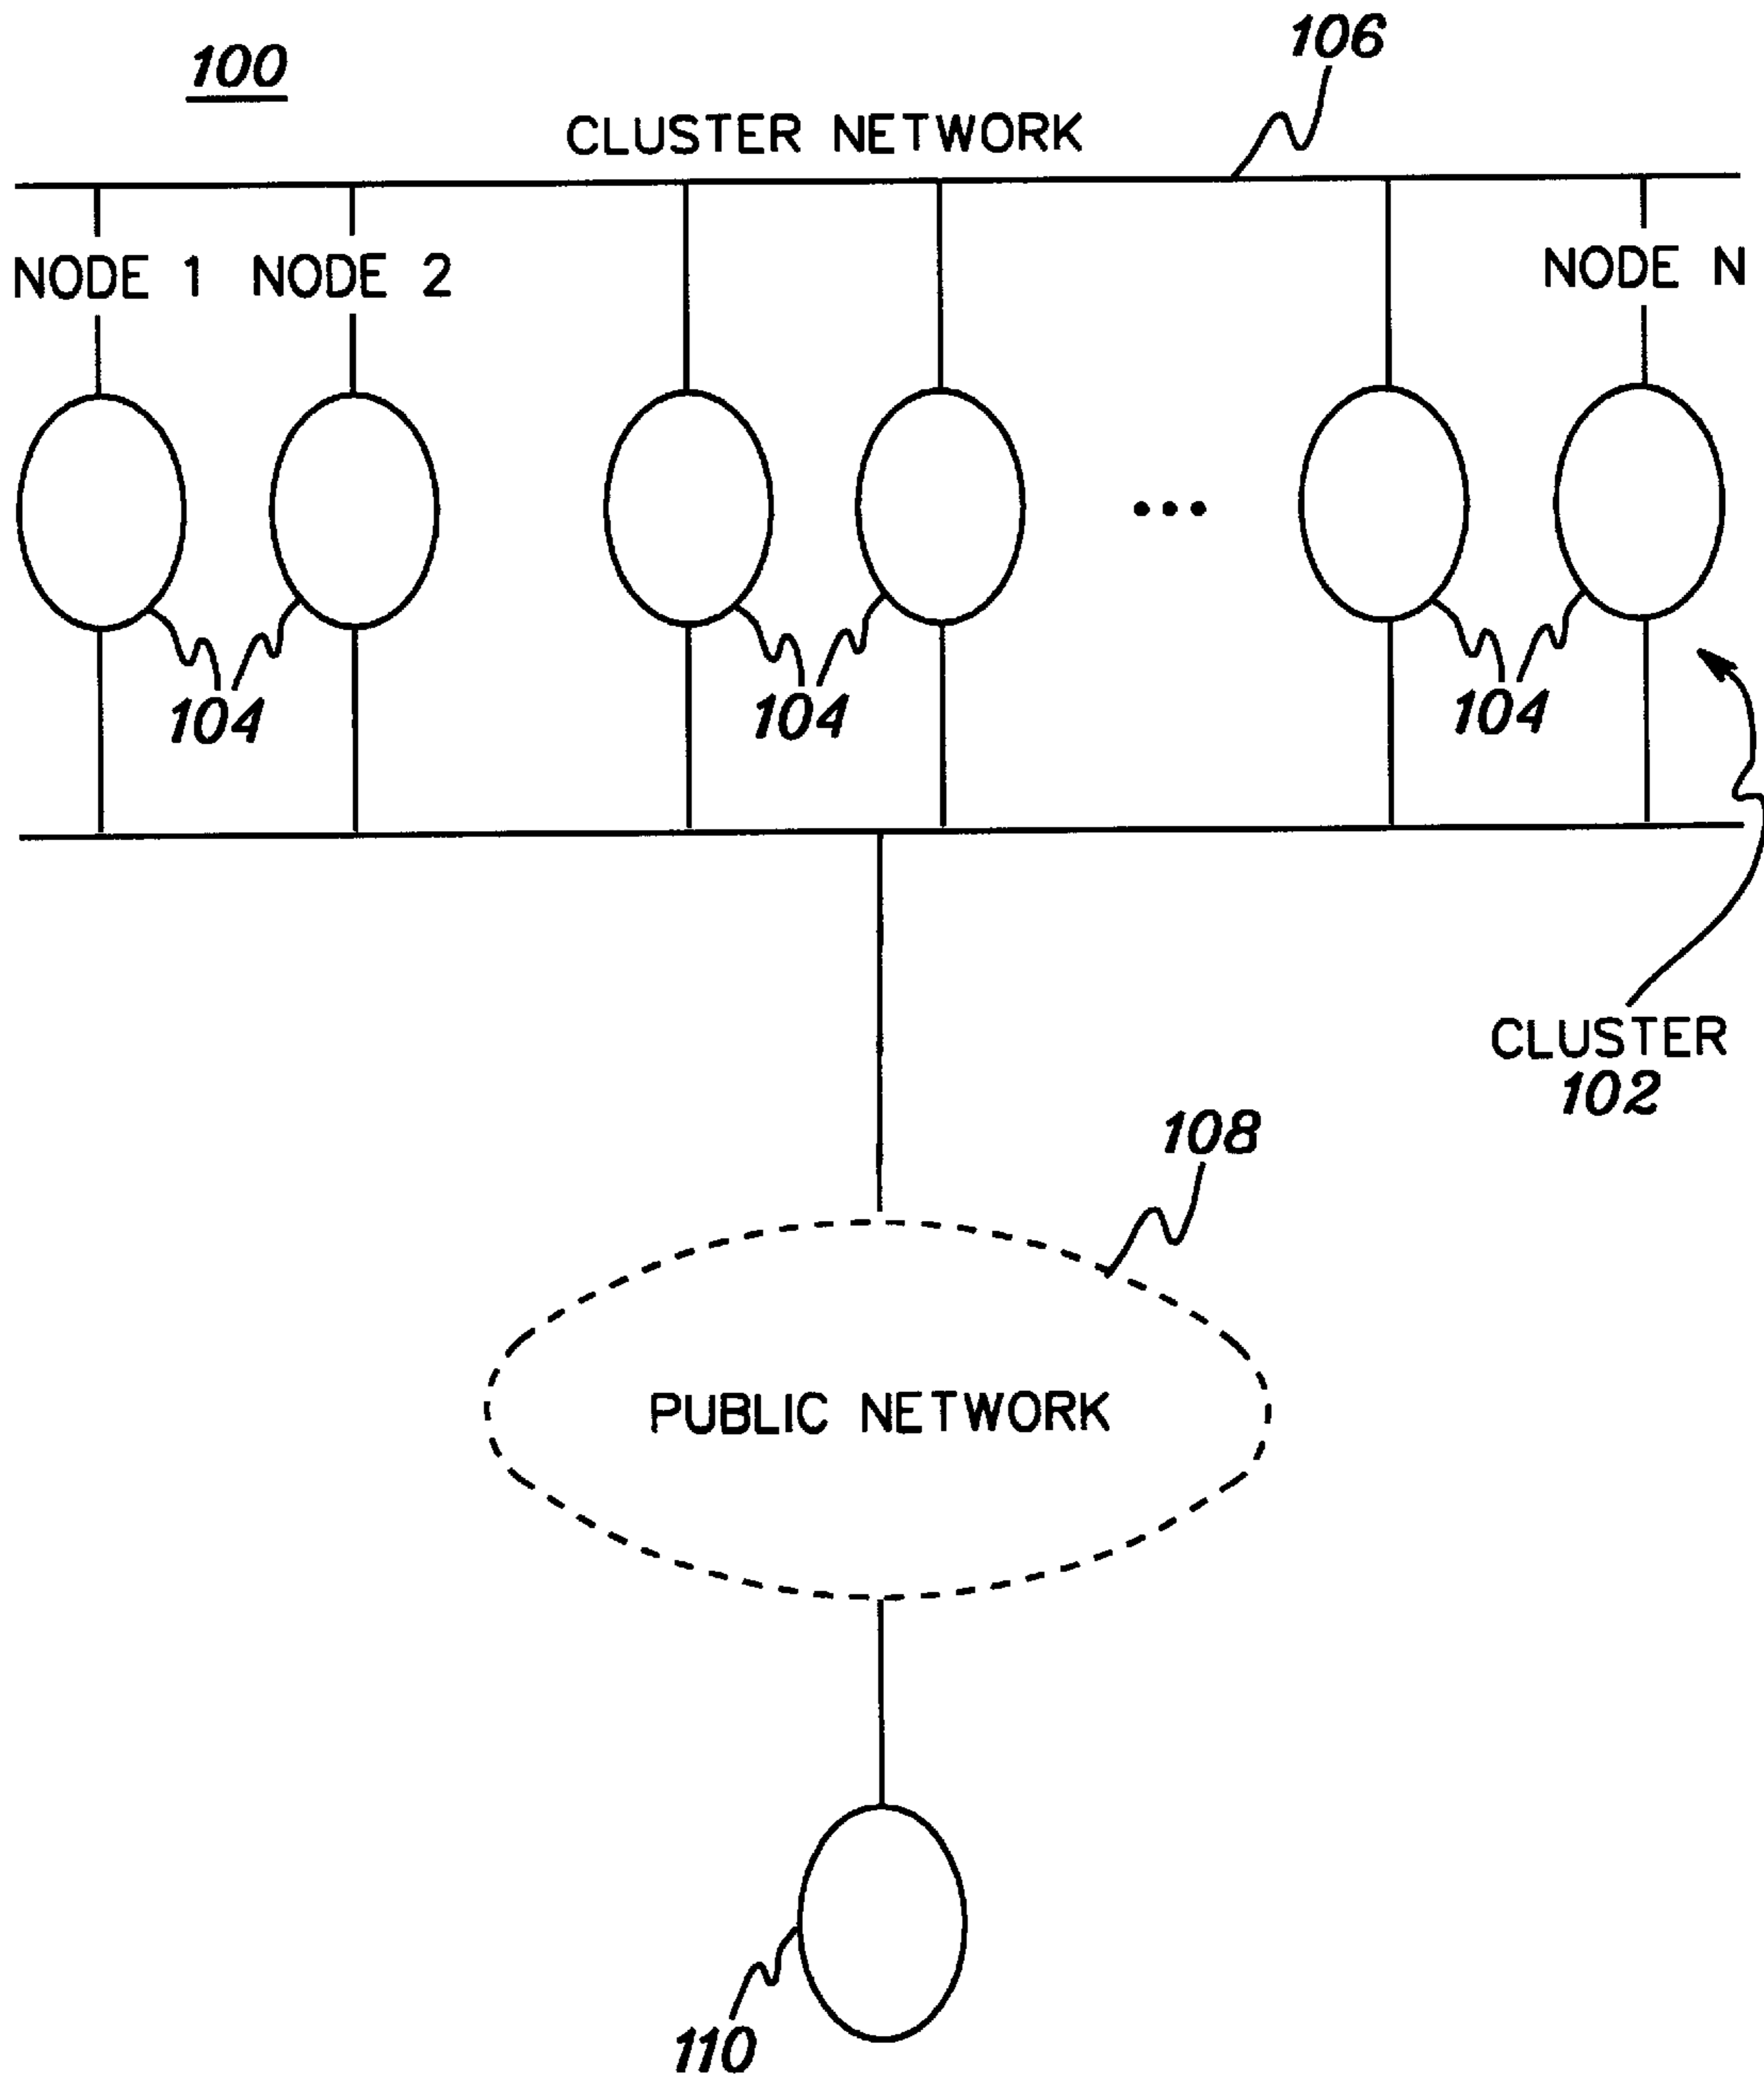 100
106
CLUSTER NETWORK
NODE 1 NODE 2 NODE N
...
104 104 104
CLUSTER
102
108
PUBLIC NETWORK
110